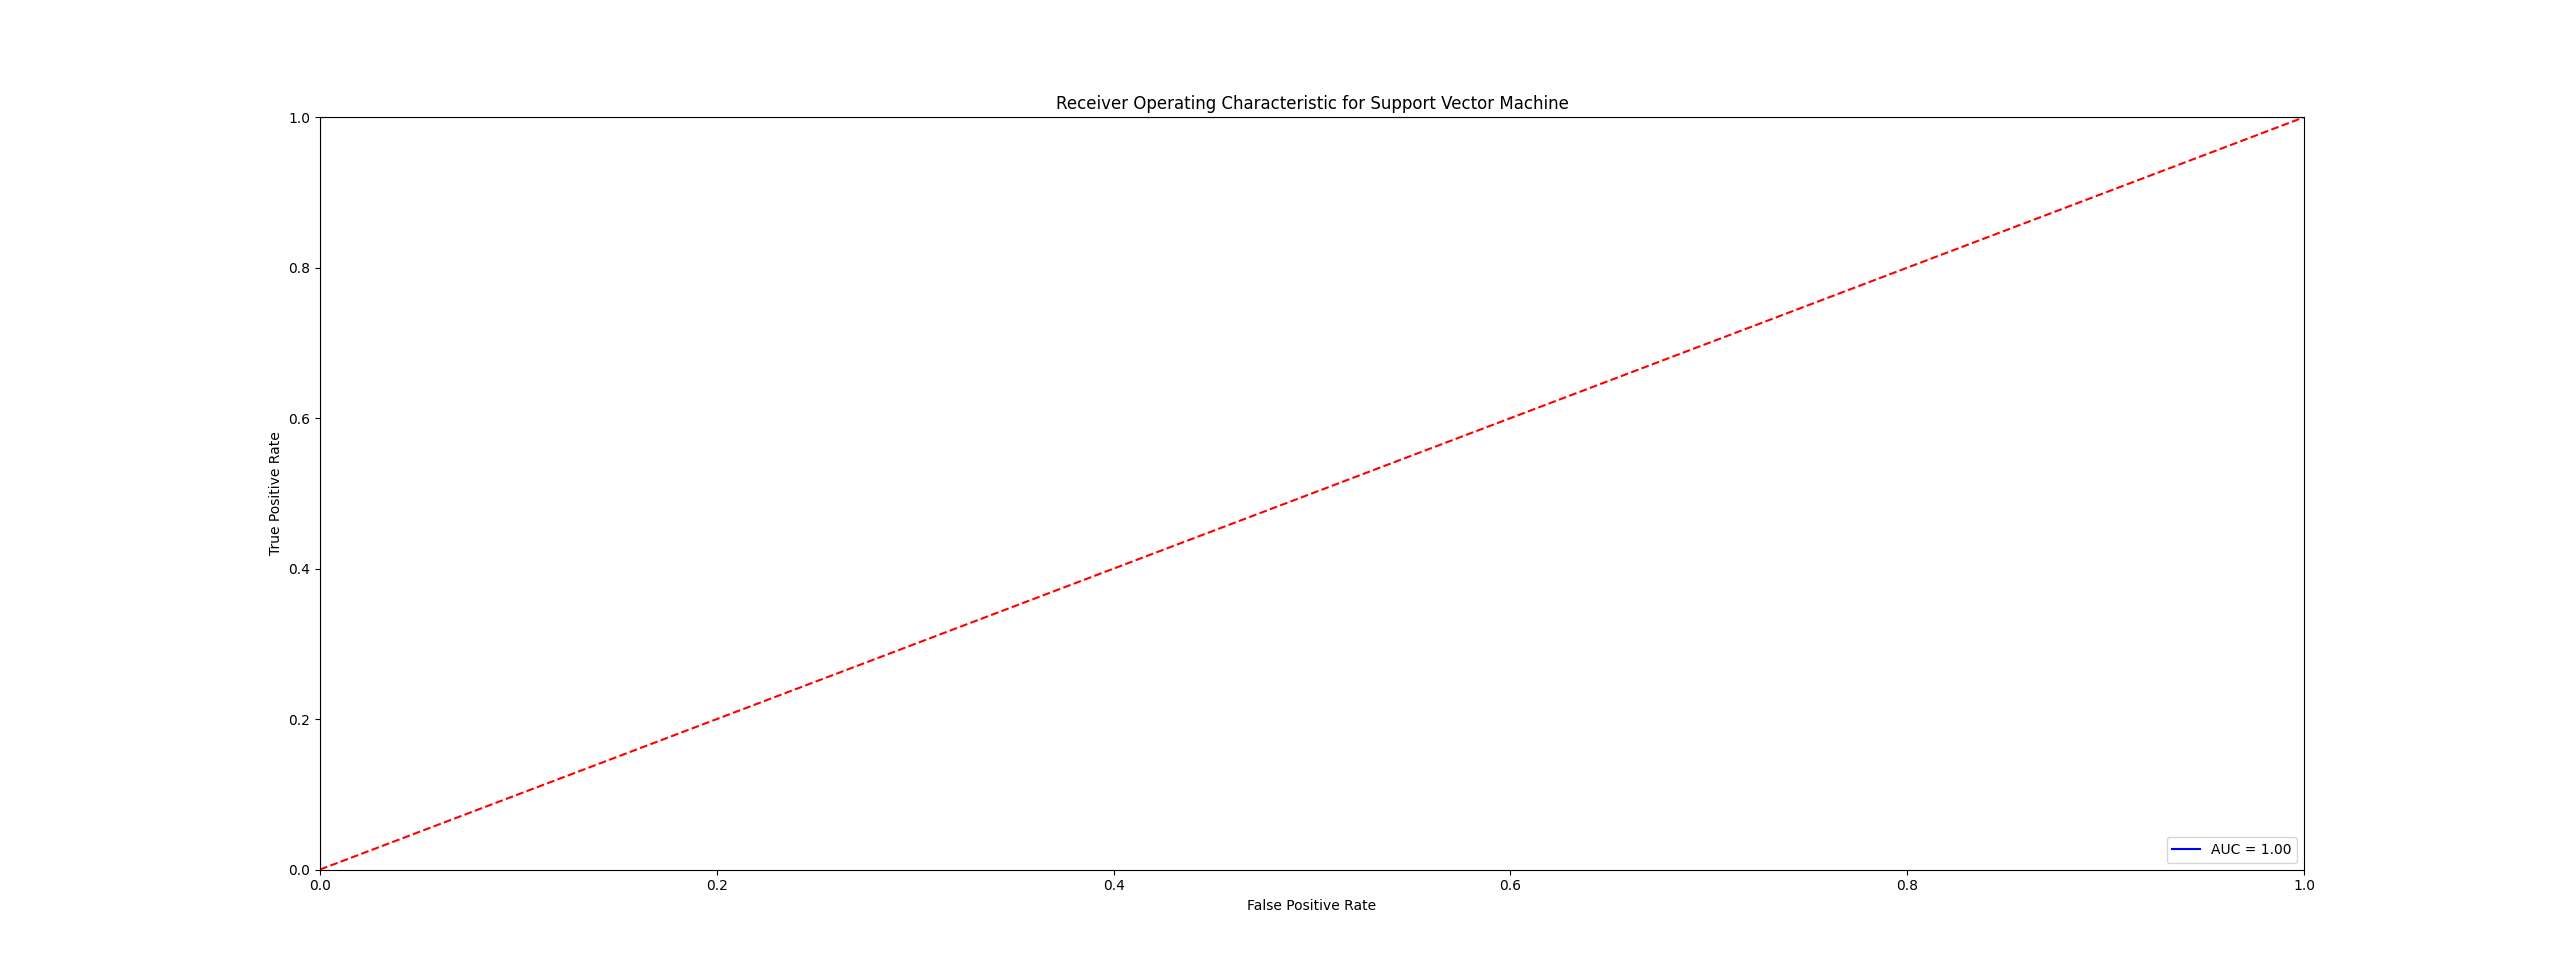 Receiver Operating Characteristic for Support Vector Machine
1.0
0.8
0.6
0.4
0.2
0.0
True Positive Rate
0.0 0.2 0.4 0.6 0.8 1.0
False Positive Rate
AUC = 1.00